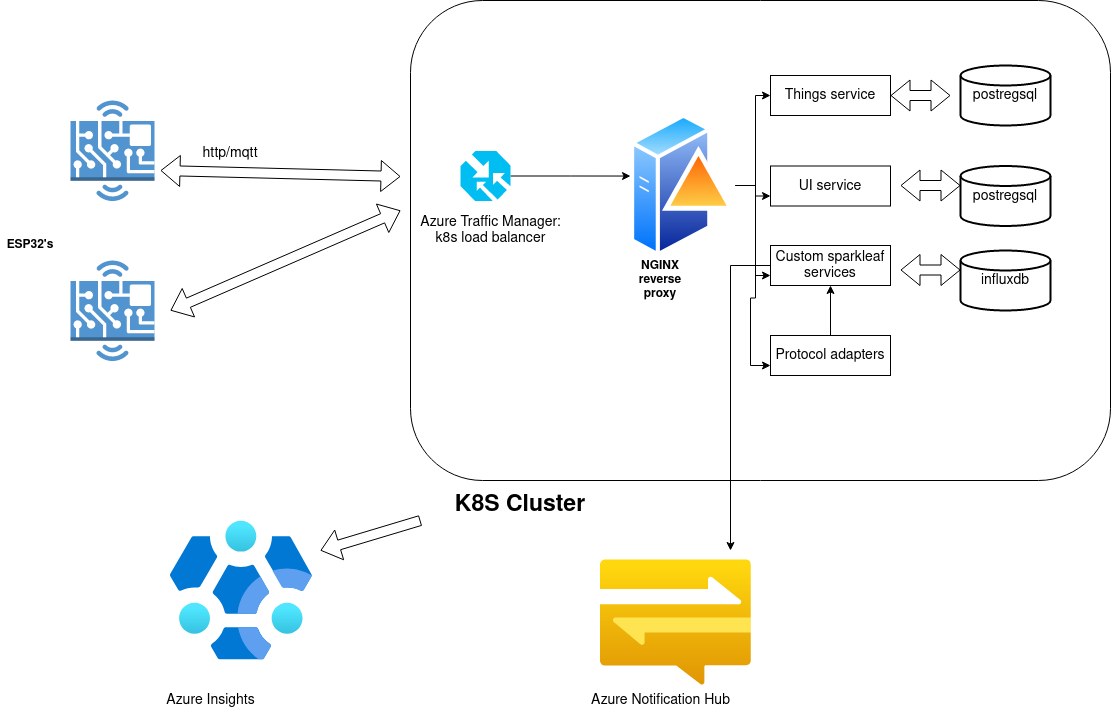 http/mqtt
ESP32's
Azure Traffic Manager:
k8s load balancer
NGINX
reverse
proxy
Things service
postregsql
UI service
postregsql
Custom sparkleaf
services
influxdb
Protocol adapters
K8S Cluster
Azure Insights
Azure Notification Hub